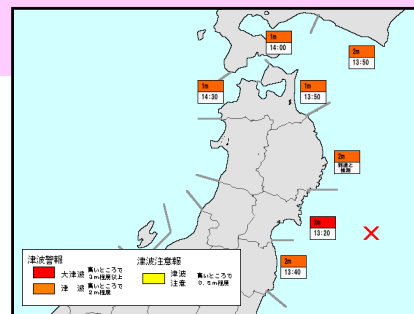 1m
14:00
2m
13:50
1m
14:30
1m
13:50
2m
到達と
推測
3m
13:20
2m
13:40
津波警報
大津波 高いところで
3m程度以上
津 波 高いところで
2m程度
津波注意報
津波
注意
高いところで
0.5m程度